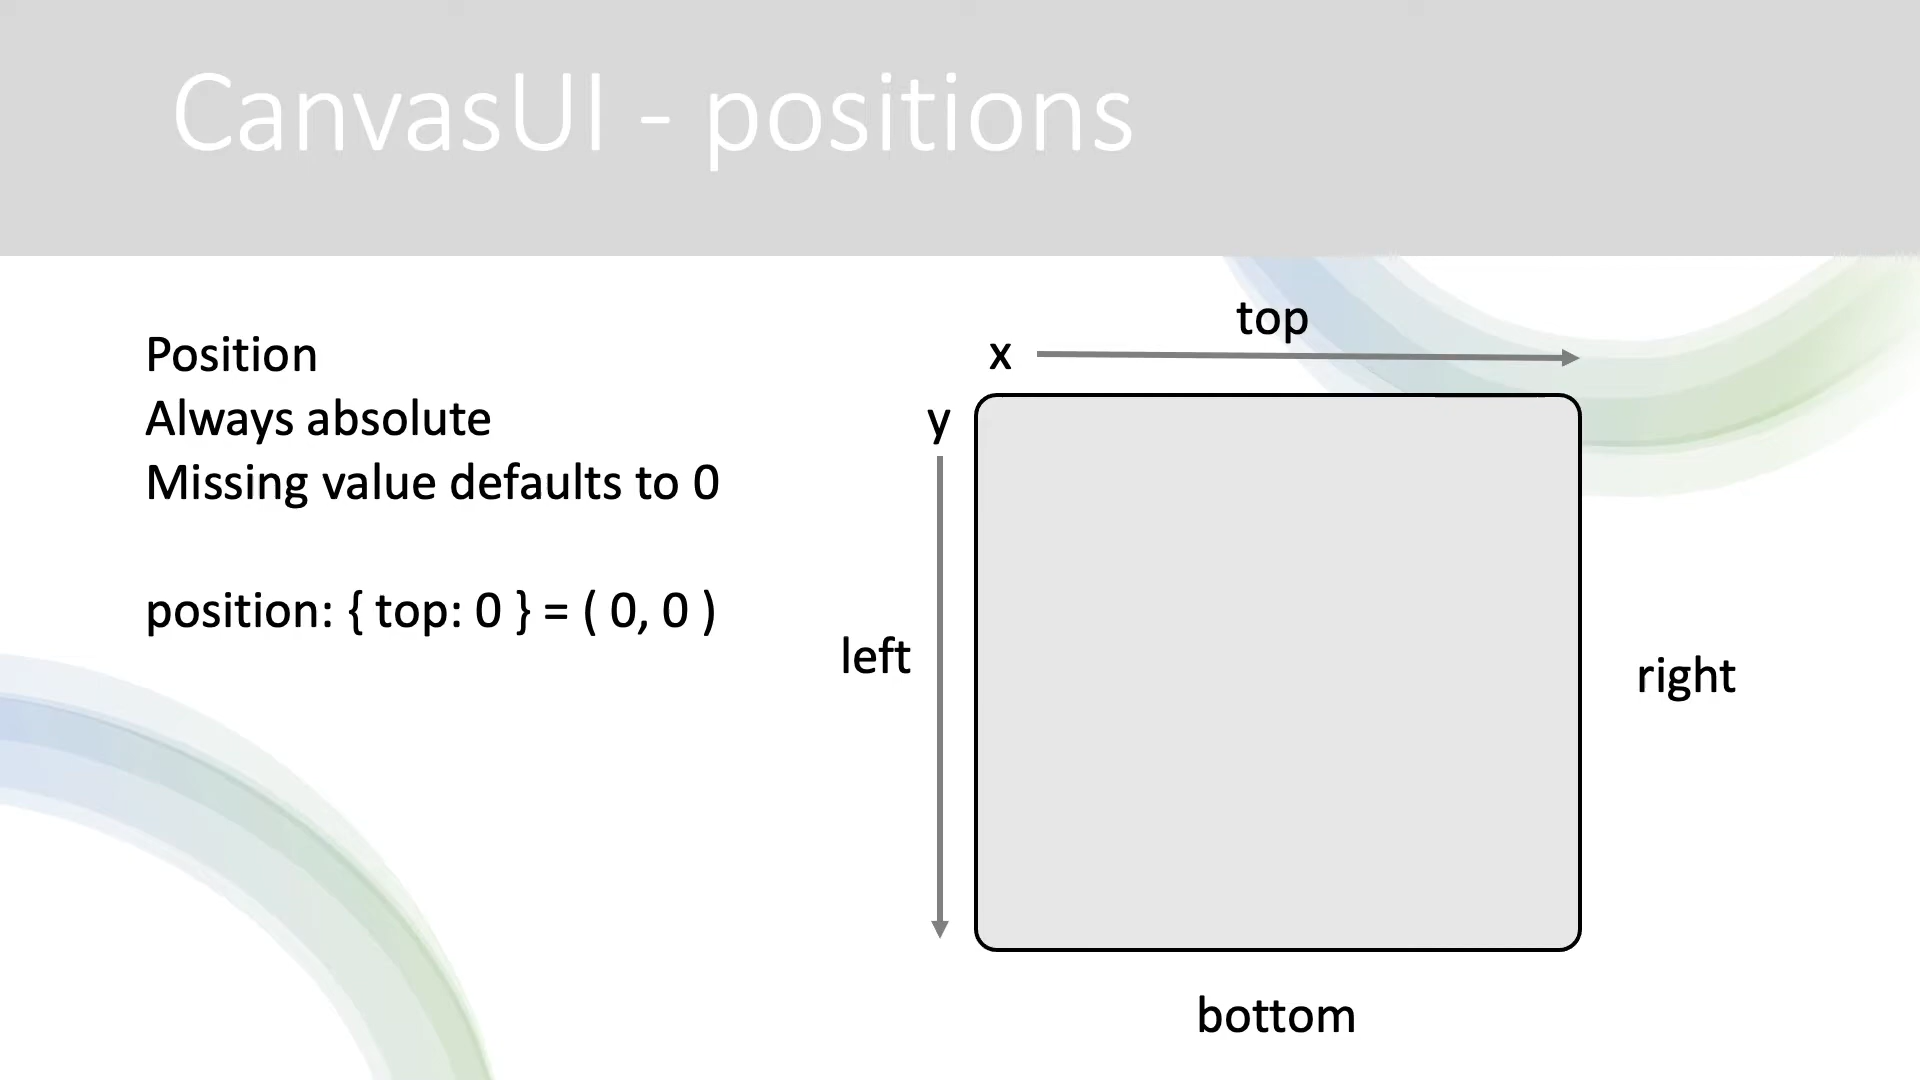 CanvasUI - positions
Position
Always absolute
Missing value defaults to 0
position: { top: 0 } = ( 0, 0 )
top
x
y
left
right
bottom